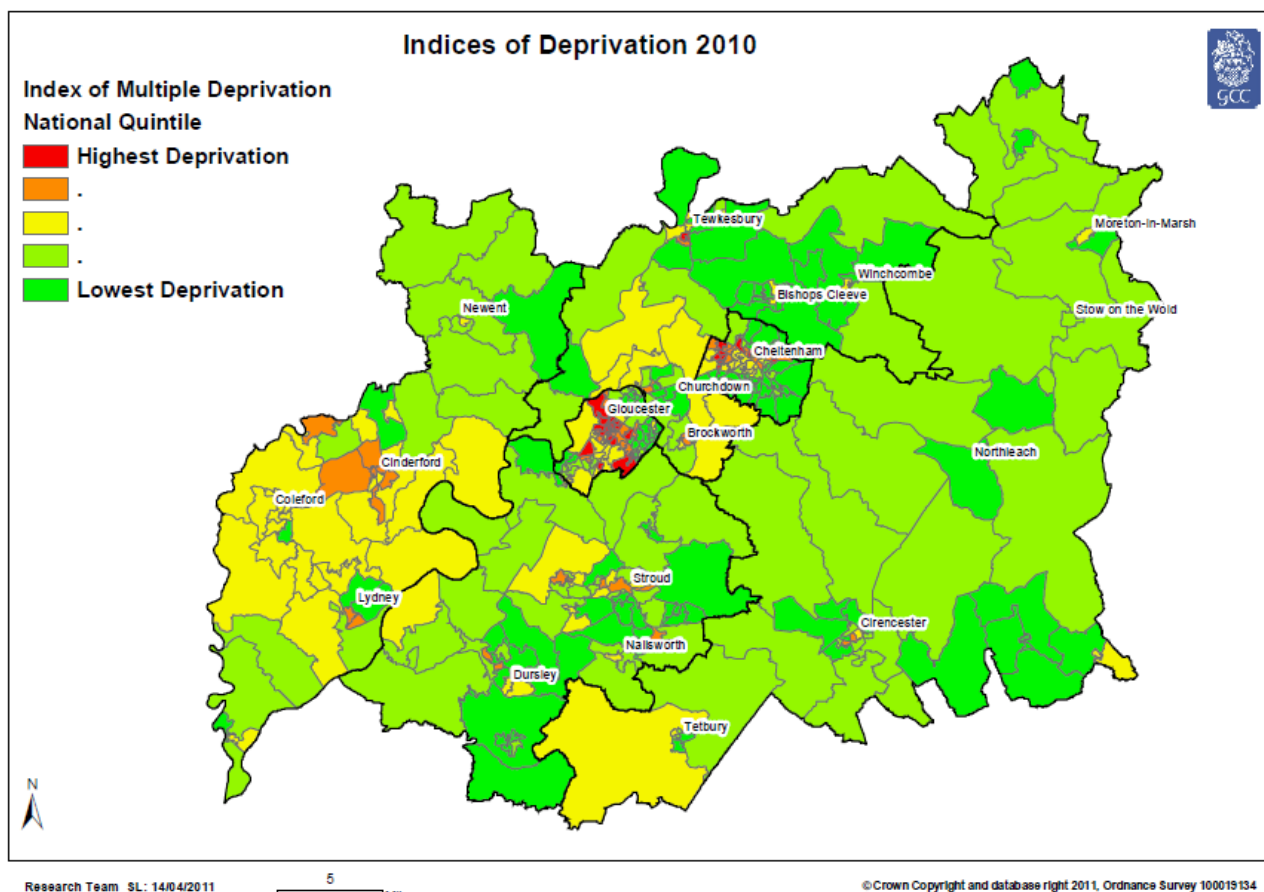 Indices of Deprivation 2010
GCC
Index of Multiple Deprivation
National Quintile
Highest Deprivation
.
.
.
Lowest Deprivation
Tewkesbury
Moreton-in-Marsh
Winchcombe
Bishops Cleeve
Newent
Stow on the Wold
Cheltenham
Churchdown
Gloucester
Brockworth
Northleach
Cinderford
Coleford
Stroud
Lydney
Cirencester
Nailsworth
Dursley
Tetbury
N
Research Team SL: 14/04/2011
5
© Crown Copyright and database right 2011, Ordnance Survey 100019134